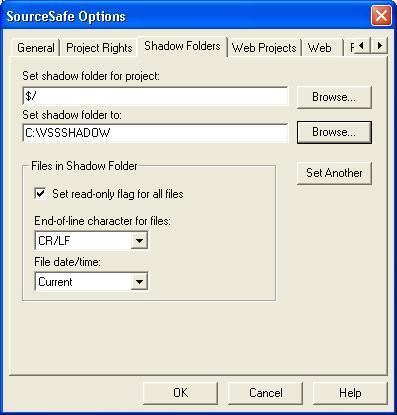 SourceSafe Options
General Project Rights Shadow Folders Web Projects Web
Set shadow folder for project:
$/
Browse...
Set shadow folder to:
C:\VSSSHADOW
Browse...
Files in Shadow Folder
Set Another
Set read-only flag for all files
End-of-line character for files:
CR/LF
File date/time:
Current
OK Cancel Help